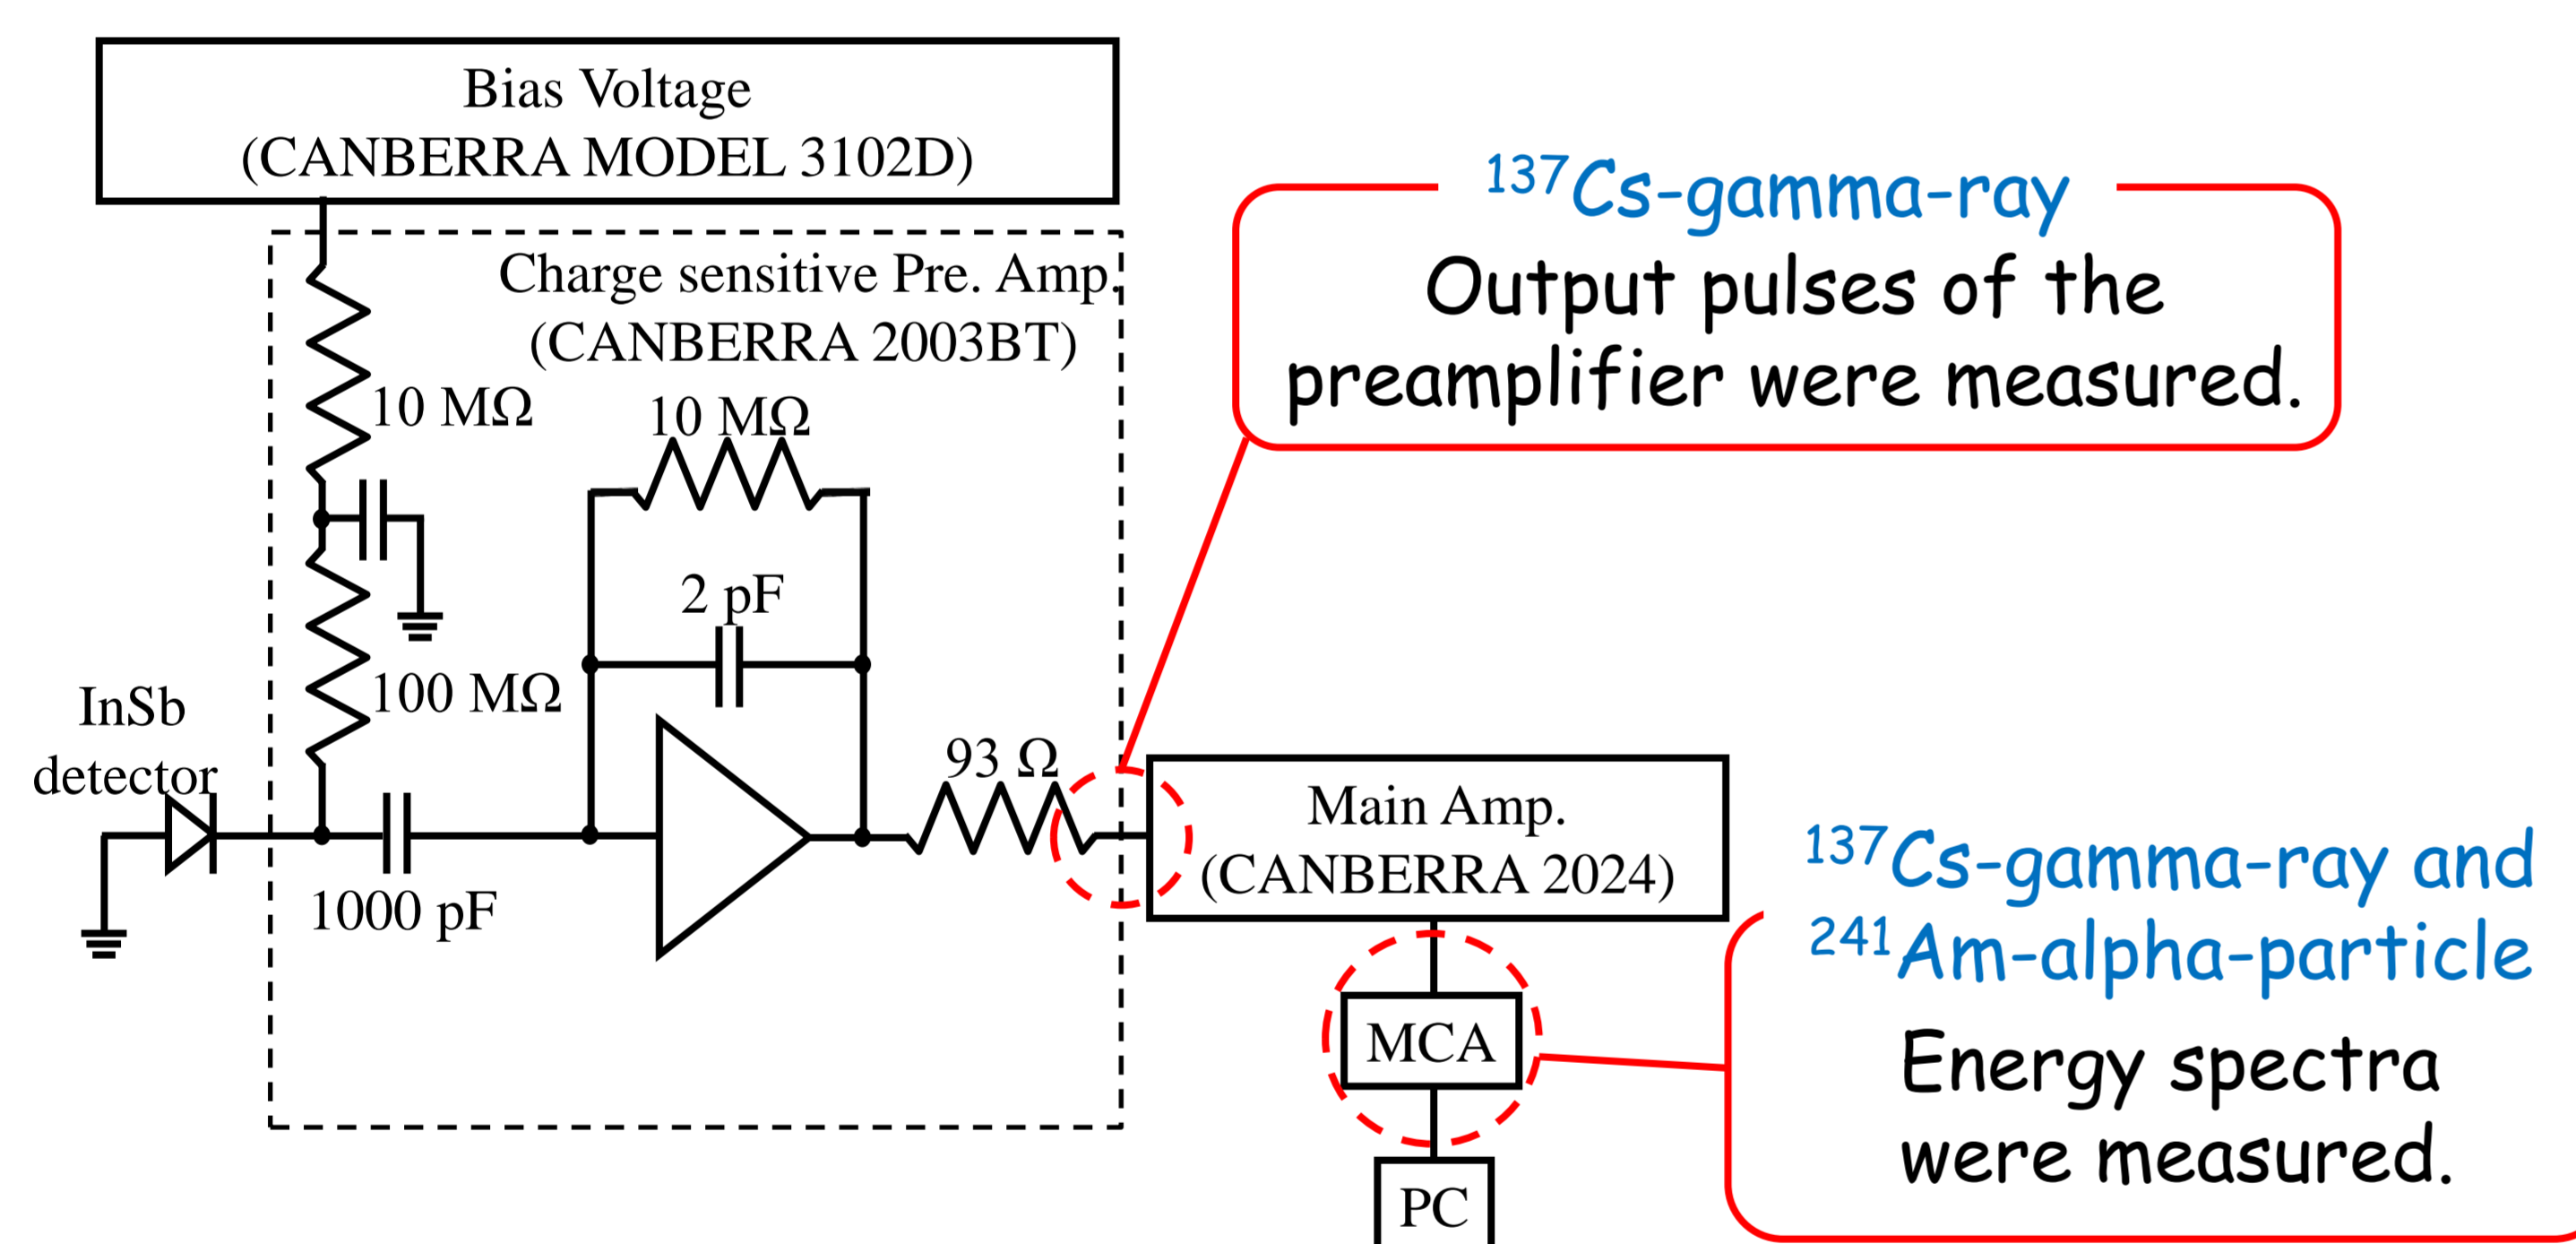 Bias Voltage
(CANBERRA MODEL 3102D)
Charge sensitive Pre. Amp.
(CANBERRA 2003BT)
10 MΩ
10 MΩ
2 pF
100 MΩ
InSb
detector
1000 pF
93 Ω
Main Amp.
(CANBERRA 2024)
MCA
PC
137Cs-gamma-ray
Output pulses of the
preamplifier were measured.
137Cs-gamma-ray and
241Am-alpha-particle
Energy spectra
were measured.